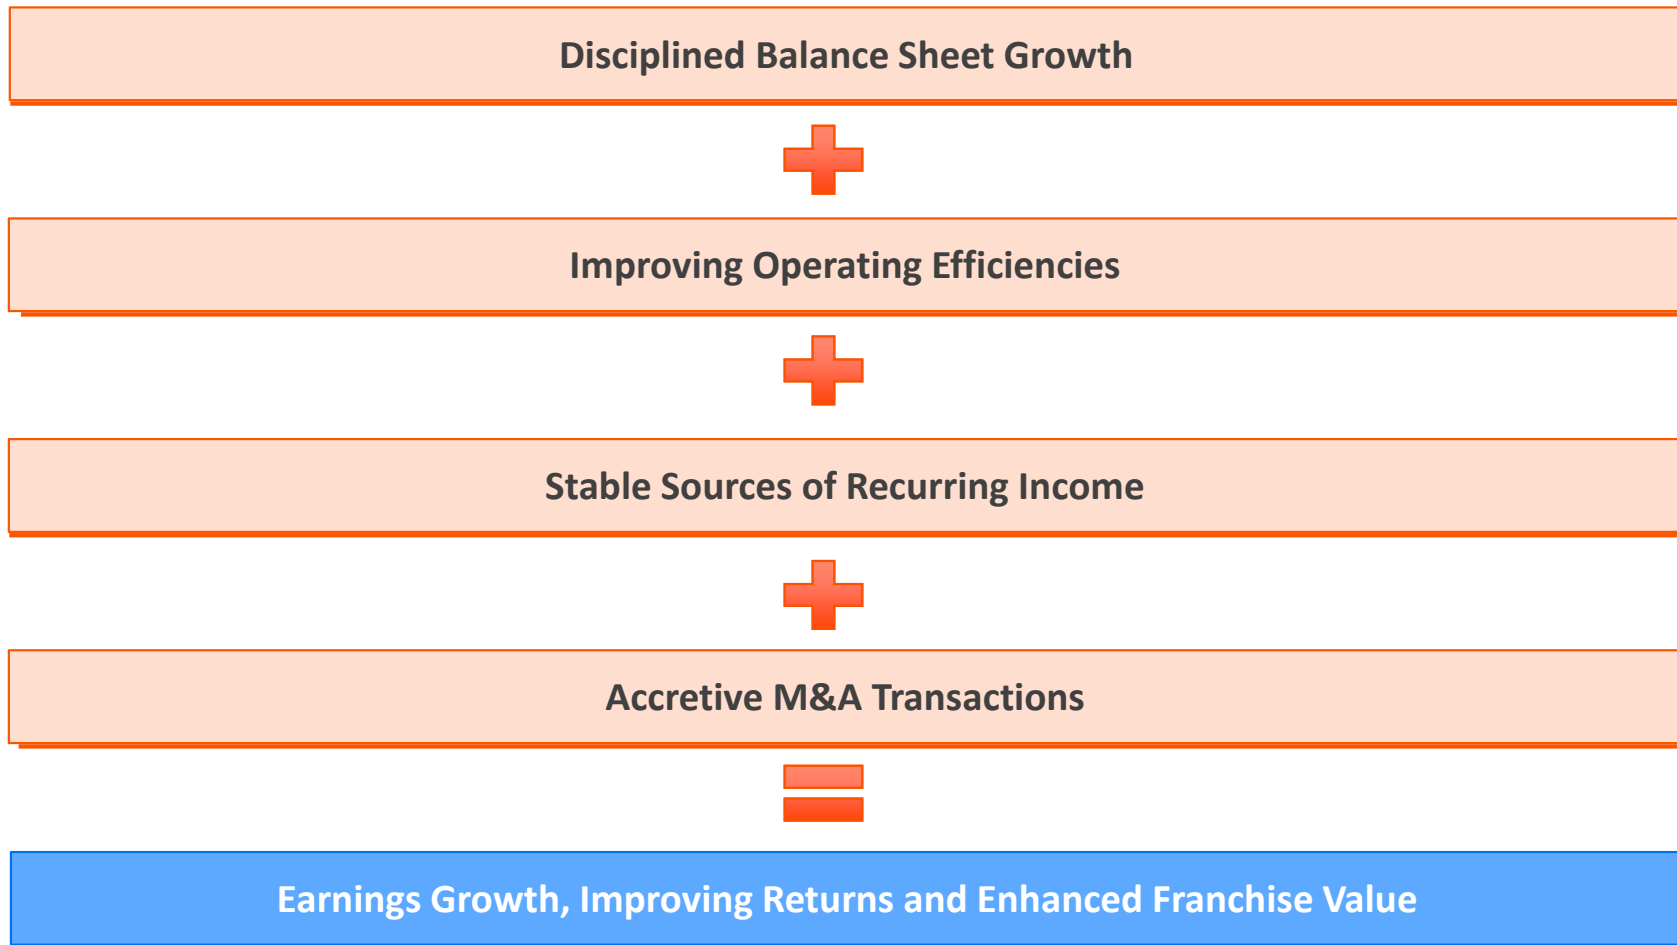 Disciplined Balance Sheet Growth
Improving Operating Efficiencies
Stable Sources of Recurring Income
Accretive M&A Transactions
Earnings Growth, Improving Returns and Enhanced Franchise Value